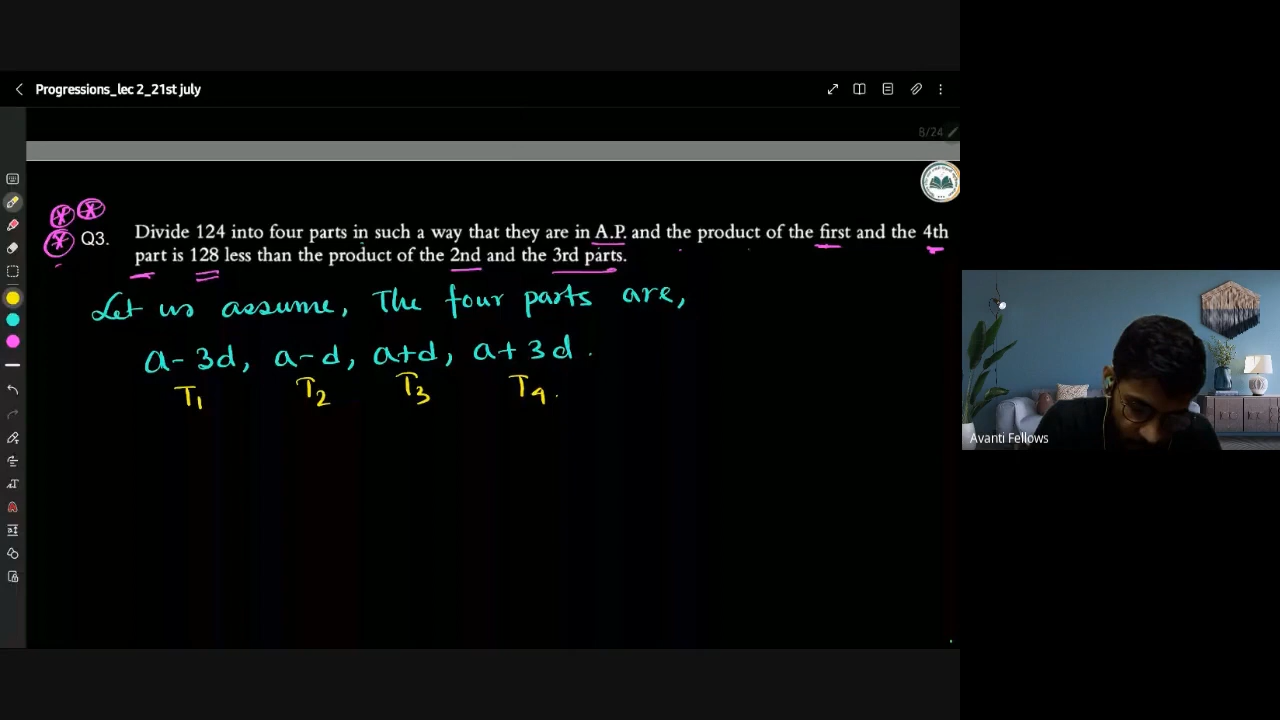 Progressions_lec 2_21st july
8/24
Q3. Divide 124 into four parts in such a way that they are in A.P. and the product of the first and the 4th
part is 128 less than the product of the 2nd and the 3rd parts.
Let us assume, The four parts are,
a-3d, a-d, a+d, a+3d.
T1 T2 T3 T4.
Avanti Fellows